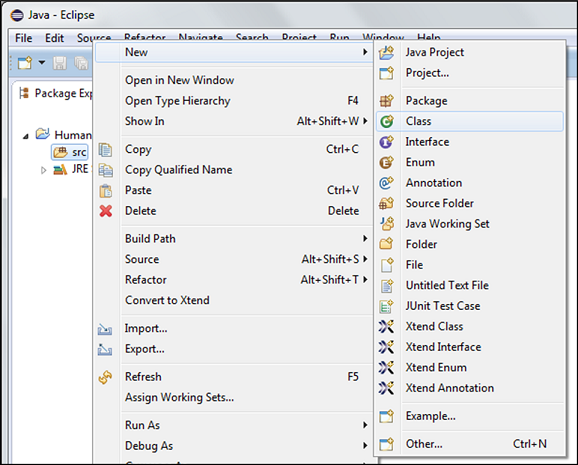 Java - Eclipse
File Edit Source Refactor Navigate Search Project Run Window Help
Package Exp
Human
src
JRE
New
Open in New Window
Open Type Hierarchy F4
Show In Alt+Shift+W
Copy Ctrl+C
Copy Qualified Name
Paste Ctrl+V
Delete Delete
Build Path
Source Alt+Shift+S
Refactor Alt+Shift+T
Convert to Xtend
Import...
Export...
Refresh F5
Assign Working Sets...
Run As
Debug As
Java Project
Project...
Package
Class
Interface
Enum
Annotation
Source Folder
Java Working Set
Folder
File
Untitled Text File
JUnit Test Case
Xtend Class
Xtend Interface
Xtend Enum
Xtend Annotation
Example...
Other... Ctrl+N